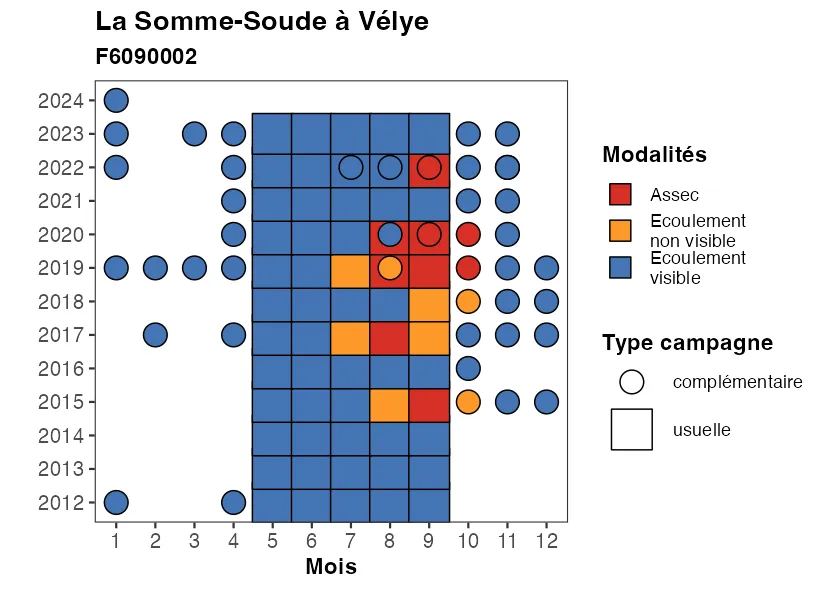 La Somme-Soude à Vélye
F6090002
2024
2023
2022
2021
2020
2019
2018
2017
2016
2015
2014
2013
2012
1 2 3 4 5 6 7 8 9 10 11 12
Mois
Modalités
Assec
Ecoulement
non visible
Ecoulement
visible
Type campagne
complémentaire
usuelle